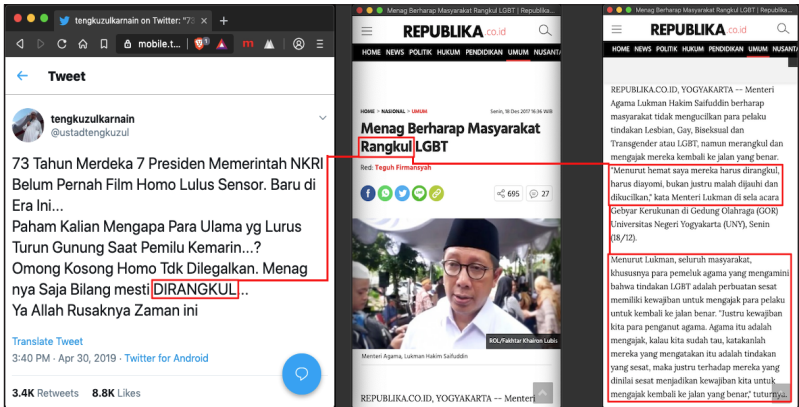 tengkuzulkarnain on Twitter: "73
mobile.t...
Tweet
tengkuzulkarnain
@ustadtengkuzul
73 Tahun Merdeka 7 Presiden Memerintah NKRI
Belum Pernah Film Homo Lulus Sensor. Baru di
Era Ini...
Paham Kalian Mengapa Para Ulama yg Lurus
Turun Gunung Saat Pemilu Kemarin...?
Omong Kosong Homo Tdk Dilegalkan. Menag
nya Saja Bilang mesti DIRANGKUL...
Ya Allah Rusaknya Zaman ini
Translate Tweet
3:40 PM · Apr 30, 2019 · Twitter for Android
3.4K Retweets 8.8K Likes
Menag Berharap Masyarakat Rangkul LGBT | Republika...
REPUBLIKA.co.id
HOME NEWS POLITIK HUKUM PENDIDIKAN UMUM NUSANT
HOME > NASIONAL > UMUM
Senin, 18 Des 2017 16:36 WIB
Menag Berharap Masyarakat
Rangkul LGBT
Red: Teguh Firmansyah
695 27
ROL/Fakhtar Khairon Lubis
Menteri Agama, Lukman Hakim Saifuddin
REPUBLIKA.CO.ID, YOGYAKARTA -- Menteri
Menag Berharap Masyarakat Rangkul LGBT | Republika...
REPUBLIKA.co.id
HOME NEWS POLITIK HUKUM PENDIDIKAN UMUM NUSANTA
REPUBLIKA.CO.ID, YOGYAKARTA -- Menteri
Agama Lukman Hakim Saifuddin berharap
masyarakat tidak mengucilkan para pelaku
tindakan Lesbian, Gay, Biseksual dan
Transgender atau LGBT, namun merangkul dan
mengajak mereka kembali ke jalan yang benar.
"Menurut hemat saya mereka harus dirangkul,
harus diayomi, bukan justru malah dijauhi dan
dikucilkan," kata Menteri Lukman di sela acara
Gebyar Kerukunan di Gedung Olahraga (GOR)
Universitas Negeri Yogyakarta (UNY), Senin
(18/12).
Menurut Lukman, seluruh masyarakat,
khususnya para pemeluk agama yang mengamini
bahwa tindakan LGBT adalah perbuatan sesat
memiliki kewajiban untuk mengajak para pelaku
untuk kembali ke jalan benar. "Justru kewajiban
kita para penganut agama. Agama itu adalah
mengajak, kalau kita sudah tau, katakanlah
mereka yang mengatakan itu adalah tindakan
yang sesat, maka justru terhadap mereka yang
dinilai sesat menjadikan kewajiban kita untuk
mengajak kembali ke jalan yang benar," tuturnya...